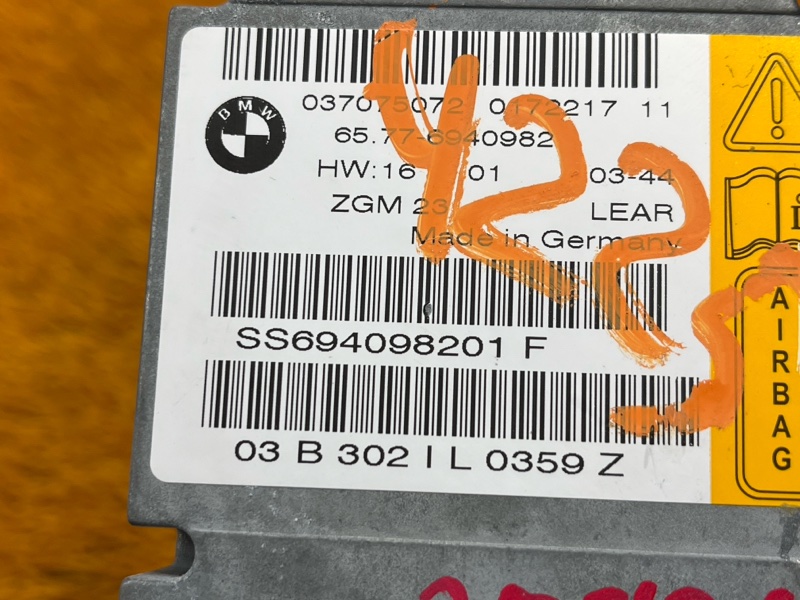 BMW
037075072 0172217 11
65.77-6940982
HW:16 01 03-44
ZGM 23 LEAR
Made in Germany
SS694098201 F
03 B 302 I L 0359 Z
4225
AIRBAG